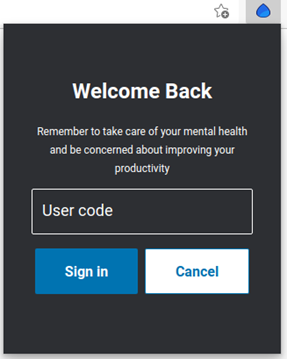 Welcome Back
Remember to take care of your mental health
and be concerned about improving your
productivity
User code
Sign in
Cancel